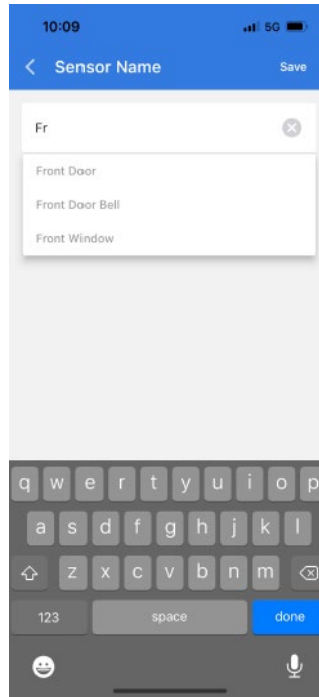 10:09 5G
Sensor Name Save
Fr
Front Door
Front Door Bell
Front Window
q w e r t y u i o p
a s d f g h j k l
z x c v b n m
123 space done